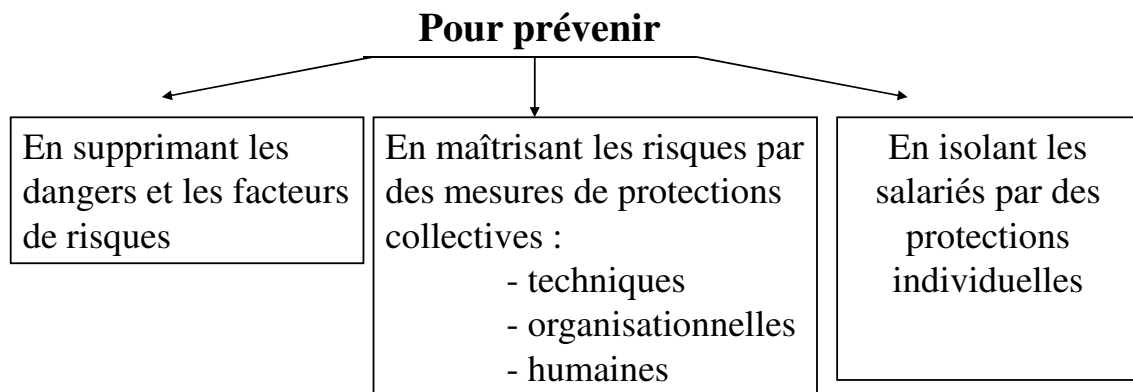 Pour prévenir
En supprimant les
dangers et les facteurs
de risques
En maîtrisant les risques par
des mesures de protections
collectives :
- techniques
- organisationnelles
- humaines
En isolant les
salariés par des
protections
individuelles